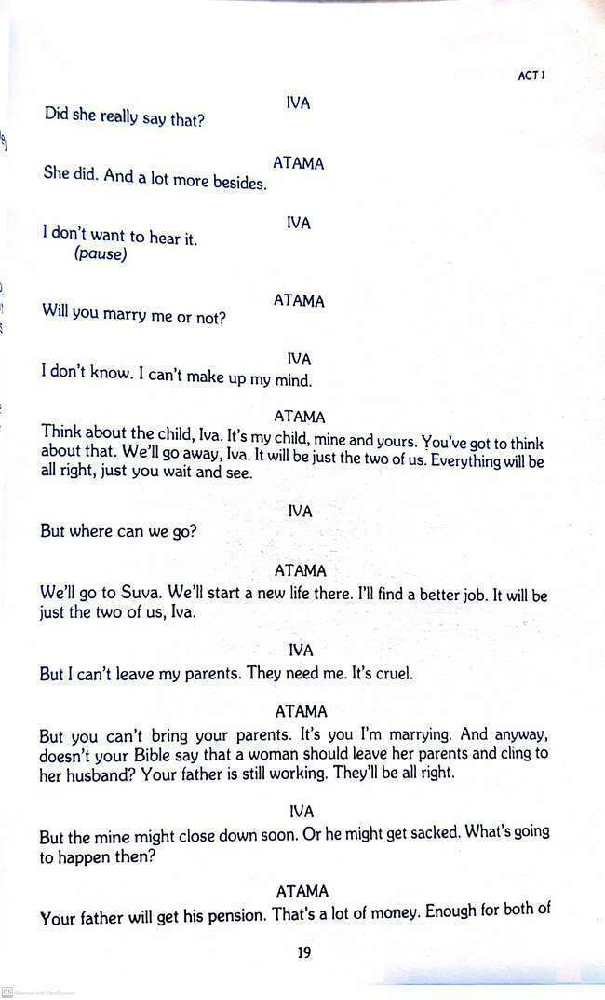 ACT I
IVA
Did she really say that?
ATAMA
She did. And a lot more besides.
IVA
I don't want to hear it.
(pause)
ATAMA
Will you marry me or not?
IVA
I don't know. I can't make up my mind.
ATAMA
Think about the child, Iva. It's my child, mine and yours. You've got to think
about that. We'll go away, Iva. It will be just the two of us. Everything will be
all right, just you wait and see.
IVA
But where can we go?
ATAMA
We'll go to Suva. We'll start a new life there. I'll find a better job. It will be
just the two of us, Iva.
IVA
But I can't leave my parents. They need me. It's cruel.
ATAMA
But you can't bring your parents. It's you I'm marrying. And anyway,
doesn't your Bible say that a woman should leave her parents and cling to
her husband? Your father is still working. They'll be all right.
IVA
But the mine might close down soon. Or he might get sacked. What's going
to happen then?
ATAMA
Your father will get his pension. That's a lot of money. Enough for both of
19
CS Scanned with CamScanner